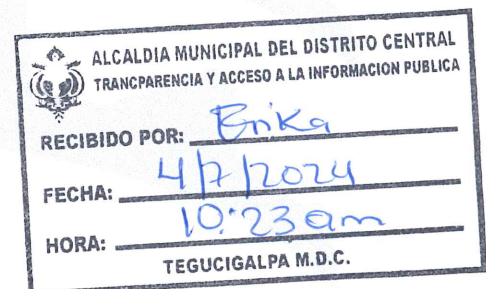 ALCALDIA MUNICIPAL DEL DISTRITO CENTRAL
TRANCPARENCIA Y ACCESO A LA INFORMACION PUBLICA
RECIBIDO POR: Erika
FECHA: 4/7/2024
HORA: 10:23 am
TEGUCIGALPA M.D.C.